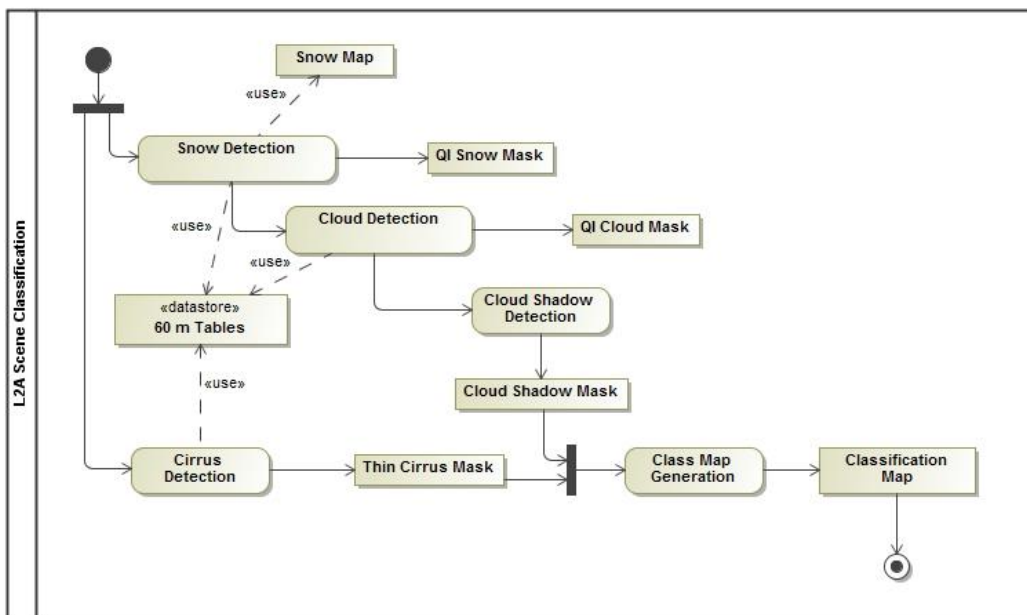 L2A Scene Classification
Snow Map
«use»
Snow Detection
QI Snow Mask
«use»
Cloud Detection
QI Cloud Mask
«use»
«datastore»
60 m Tables
Cloud Shadow
Detection
«use»
Cloud Shadow Mask
Cirrus
Detection
Thin Cirrus Mask
Class Map
Generation
Classification
Map